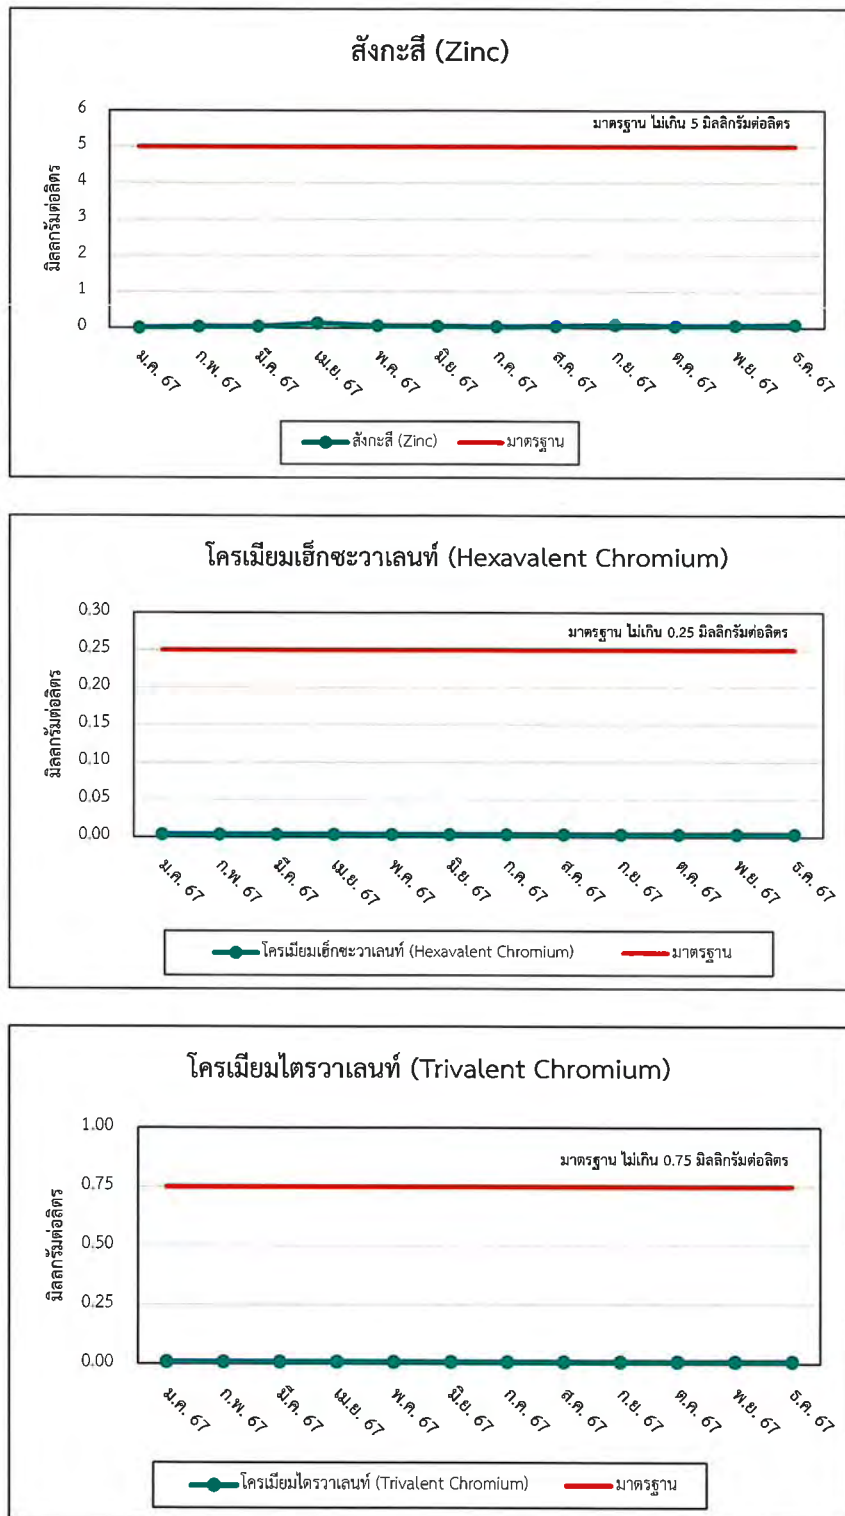 สังกะสี (Zinc)
มาตรฐาน ไม่เกิน 5 มิลลิกรัมต่อลิตร
มิลลกรัมต่อลิตร
6
5
4
3
2
1
0
ม.ค. 67 ก.พ. 67 มี.ค. 67 เม.ย. 67 พ.ค. 67 มิ.ย. 67 ก.ค. 67 ส.ค. 67 ก.ย. 67 ต.ค. 67 พ.ย. 67 ธ.ค. 67
สังกะสี (Zinc) มาตรฐาน
โครเมียมเฮ็กซะวาเลนท์ (Hexavalent Chromium)
มาตรฐาน ไม่เกิน 0.25 มิลลิกรัมต่อลิตร
มิลลกรัมต่อลิตร
0.30
0.25
0.20
0.15
0.10
0.05
0.00
ม.ค. 67 ก.พ. 67 มี.ค. 67 เม.ย. 67 พ.ค. 67 มิ.ย. 67 ก.ค. 67 ส.ค. 67 ก.ย. 67 ต.ค. 67 พ.ย. 67 ธ.ค. 67
โครเมียมเฮ็กซะวาเลนท์ (Hexavalent Chromium) มาตรฐาน
โครเมียมไตรวาเลนท์ (Trivalent Chromium)
มาตรฐาน ไม่เกิน 0.75 มิลลิกรัมต่อลิตร
มิลลกรัมต่อลิตร
1.00
0.75
0.50
0.25
0.00
ม.ค. 67 ก.พ. 67 มี.ค. 67 เม.ย. 67 พ.ค. 67 มิ.ย. 67 ก.ค. 67 ส.ค. 67 ก.ย. 67 ต.ค. 67 พ.ย. 67 ธ.ค. 67
โครเมียมไตรวาเลนท์ (Trivalent Chromium) มาตรฐาน